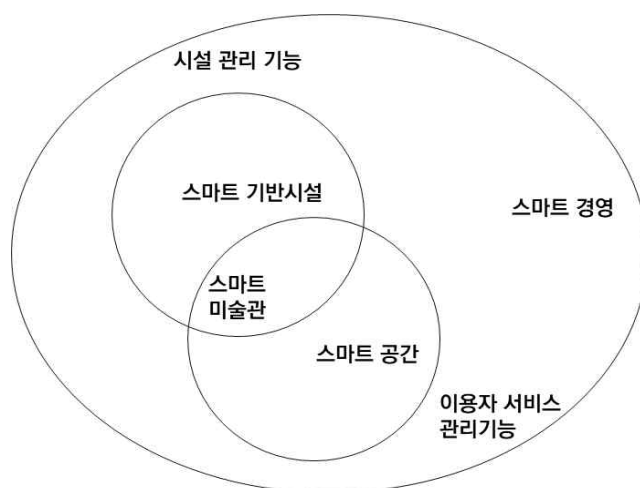 시설 관리 기능
스마트 기반시설
스마트 경영
스마트
미술관
스마트 공간
이용자 서비스
관리기능